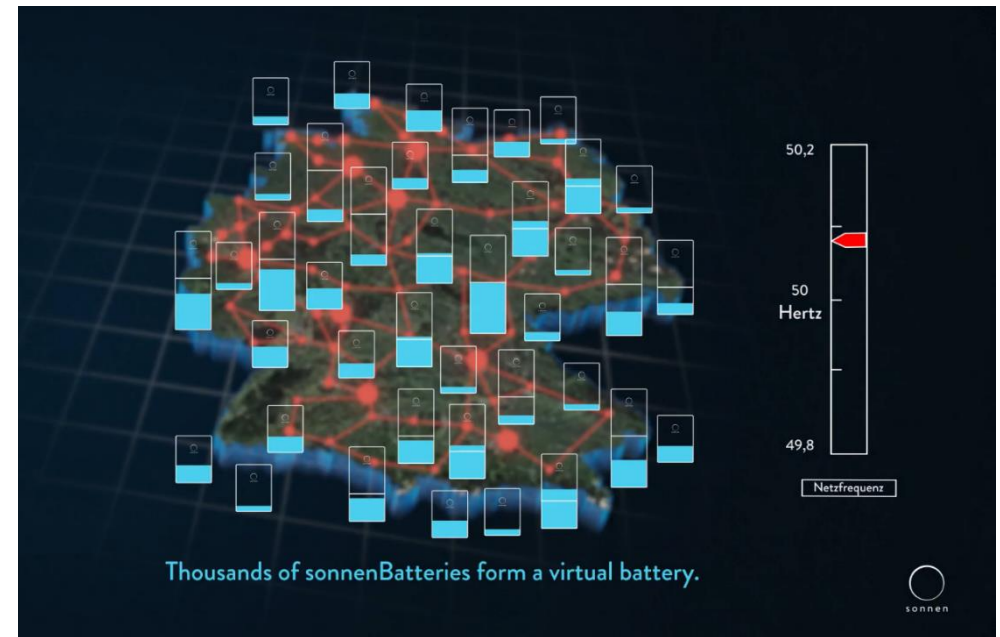 50,2
50
Hertz
49,8
Netzfrequenz
Thousands of sonnenBatteries form a virtual battery.
sonnen